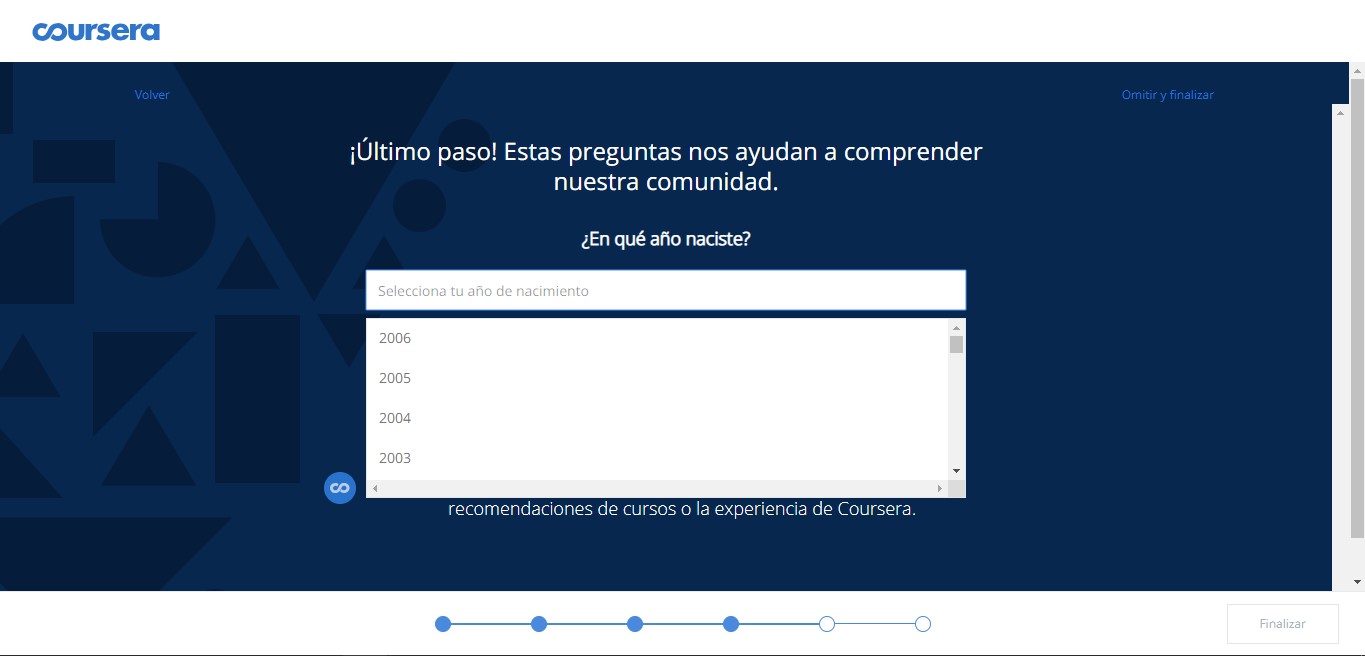 coursera
Volver
Omitir y finalizar
¡Último paso! Estas preguntas nos ayudan a comprender
nuestra comunidad.
¿En qué año naciste?
Selecciona tu año de nacimiento
2006
2005
2004
2003
recomendaciones de cursos o la experiencia de Coursera.
Finalizar